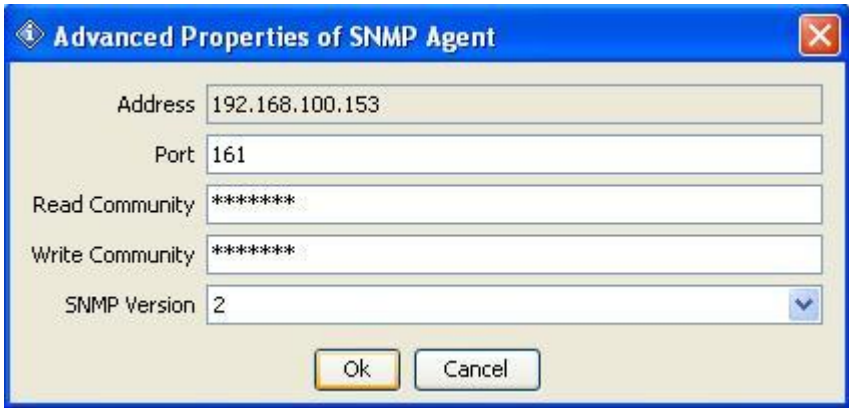 Advanced Properties of SNMP Agent
Address 192.168.100.153
Port 161
Read Community *******
Write Community *******
SNMP Version 2
Ok Cancel